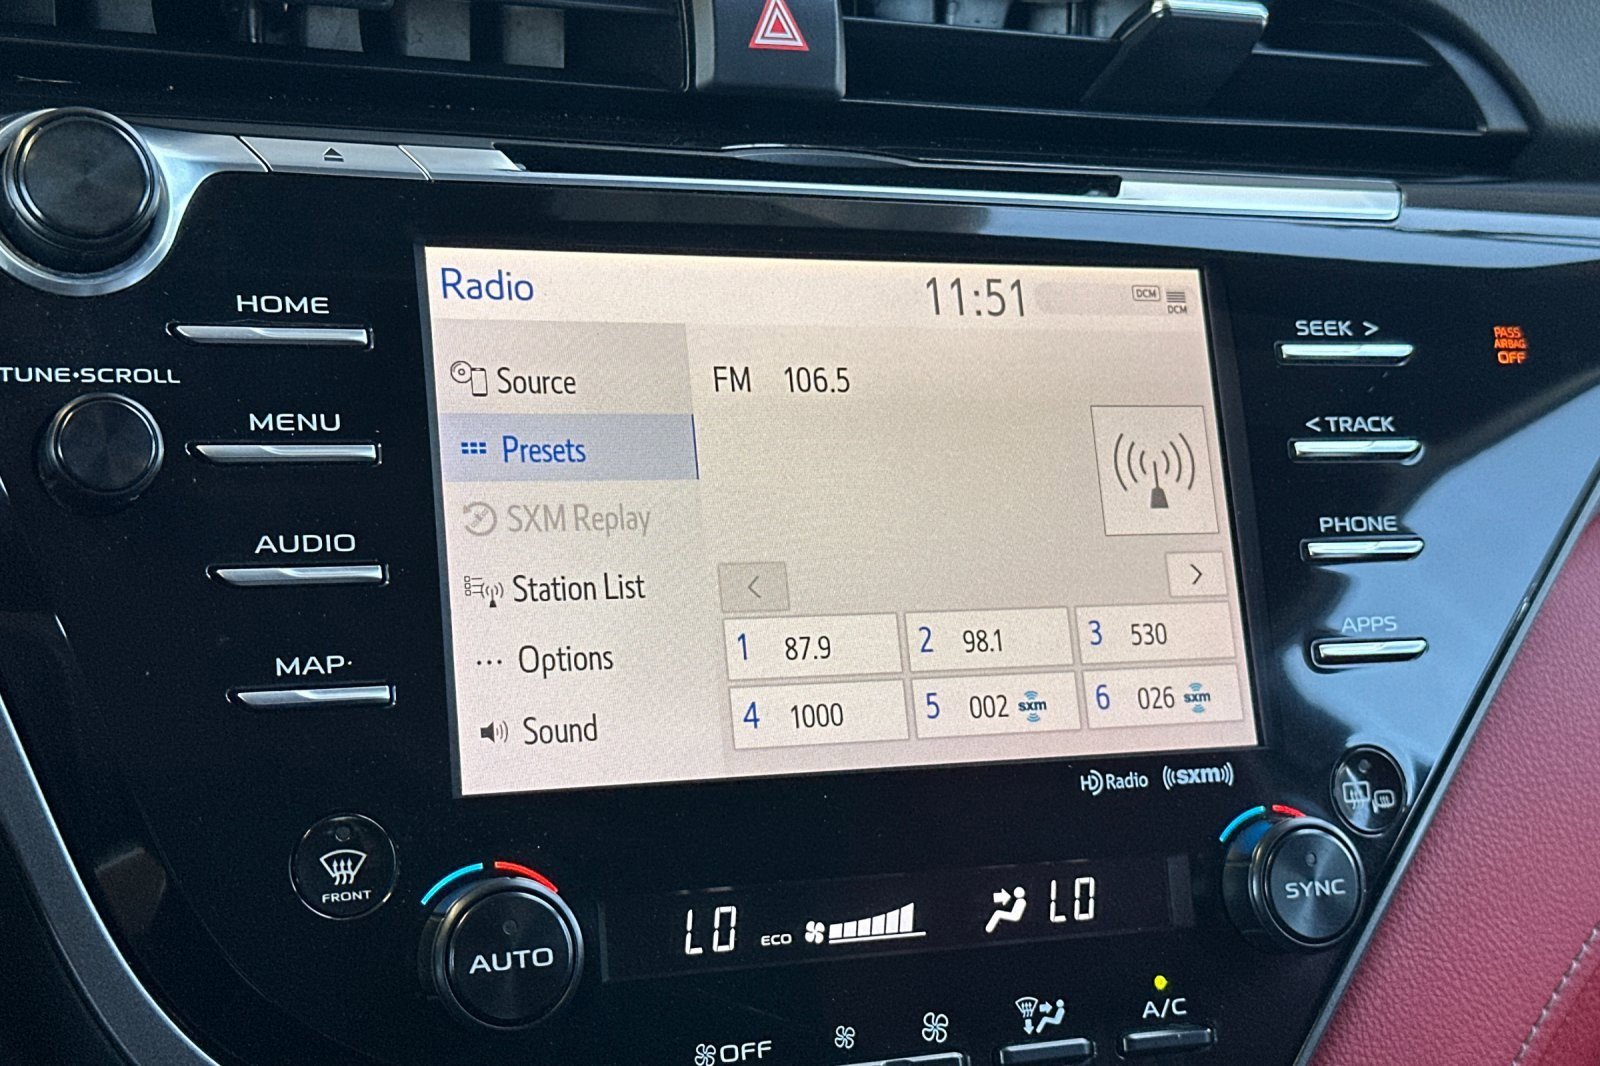 Radio
11:51
DCM
DCM
Source
Presets
SXM Replay
Station List
Options
Sound
FM 106.5
<
>
1 87.9
2 98.1
3 530
4 1000
5 002 sxm
6 026 sxm
HOME
TUNE•SCROLL
MENU
AUDIO
MAP
SEEK >
< TRACK
PHONE
APPS
PASS
AIRBAG
OFF
HD Radio
((sxm))
FRONT
AUTO
LO
ECO
LO
SYNC
OFF
A/C